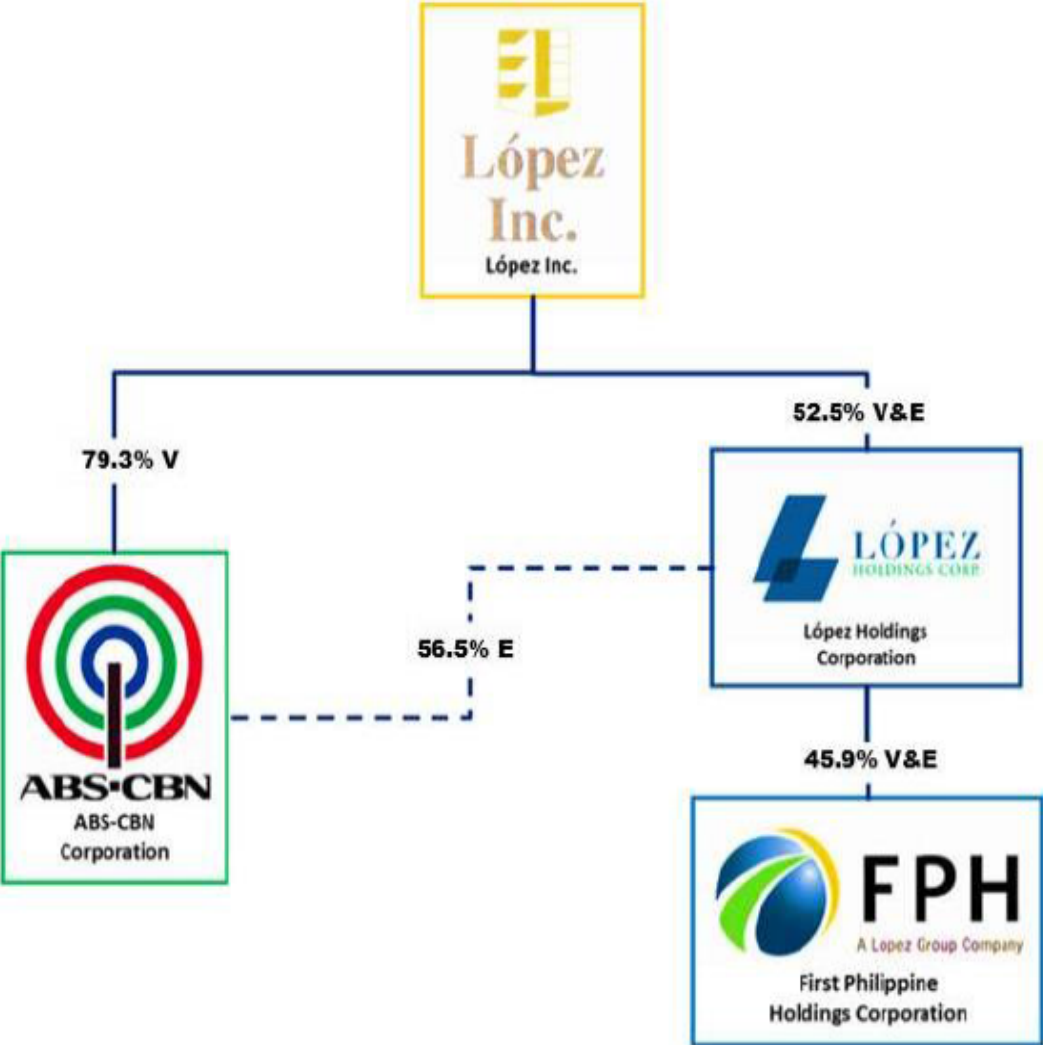 López
Inc.
López Inc.
52.5% V&E
79.3% V
LÓPEZ
HOLDINGS CORP.
López Holdings
Corporation
56.5% E
45.9% V&E
ABS-CBN
ABS-CBN
Corporation
FPH
A Lopez Group Company
First Philippine
Holdings Corporation